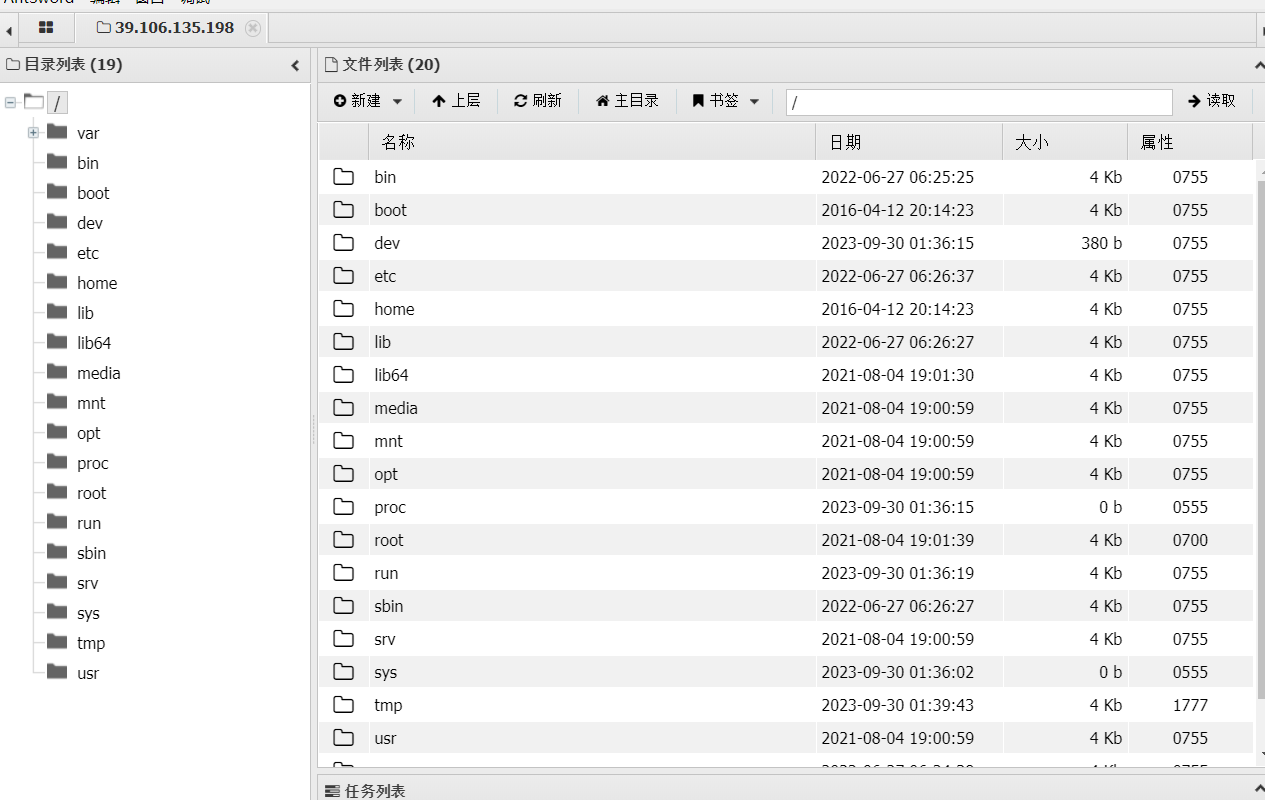 AntSword 编辑 窗口 调试
39.106.135.198
目录列表 (19)
/
var
bin
boot
dev
etc
home
lib
lib64
media
mnt
opt
proc
root
run
sbin
srv
sys
tmp
usr
文件列表 (20)
新建 上层 刷新 主目录 书签 / 读取
名称 日期 大小 属性
bin 2022-06-27 06:25:25 4 Kb 0755
boot 2016-04-12 20:14:23 4 Kb 0755
dev 2023-09-30 01:36:15 380 b 0755
etc 2022-06-27 06:26:37 4 Kb 0755
home 2016-04-12 20:14:23 4 Kb 0755
lib 2022-06-27 06:26:27 4 Kb 0755
lib64 2021-08-04 19:01:30 4 Kb 0755
media 2021-08-04 19:00:59 4 Kb 0755
mnt 2021-08-04 19:00:59 4 Kb 0755
opt 2021-08-04 19:00:59 4 Kb 0755
proc 2023-09-30 01:36:15 0 b 0555
root 2021-08-04 19:01:39 4 Kb 0700
run 2023-09-30 01:36:19 4 Kb 0755
sbin 2022-06-27 06:26:27 4 Kb 0755
srv 2021-08-04 19:00:59 4 Kb 0755
sys 2023-09-30 01:36:02 0 b 0555
tmp 2023-09-30 01:39:43 4 Kb 1777
usr 2021-08-04 19:00:59 4 Kb 0755
任务列表